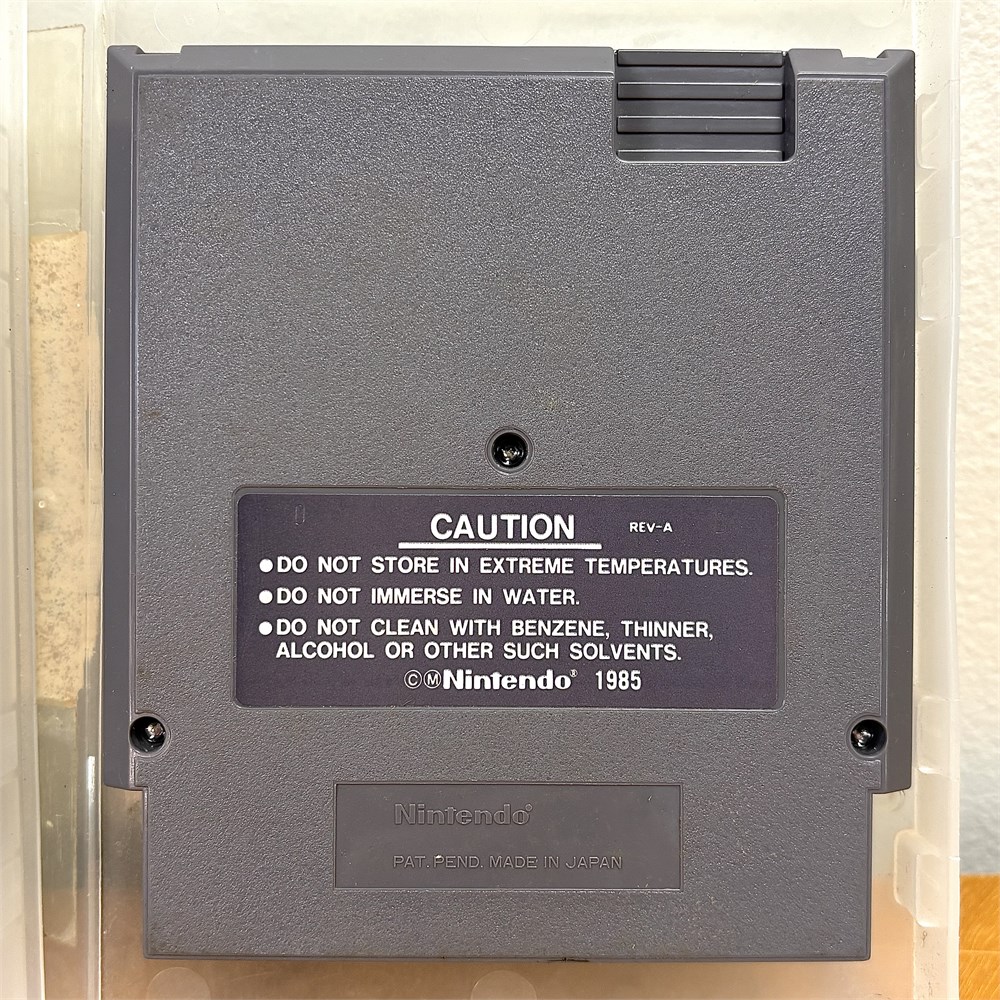 CAUTION REV-A
●DO NOT STORE IN EXTREME TEMPERATURES.
●DO NOT IMMERSE IN WATER.
●DO NOT CLEAN WITH BENZENE, THINNER,
ALCOHOL OR OTHER SUCH SOLVENTS.
ⒸⓂNintendo® 1985
Nintendo®
PAT. PEND. MADE IN JAPAN